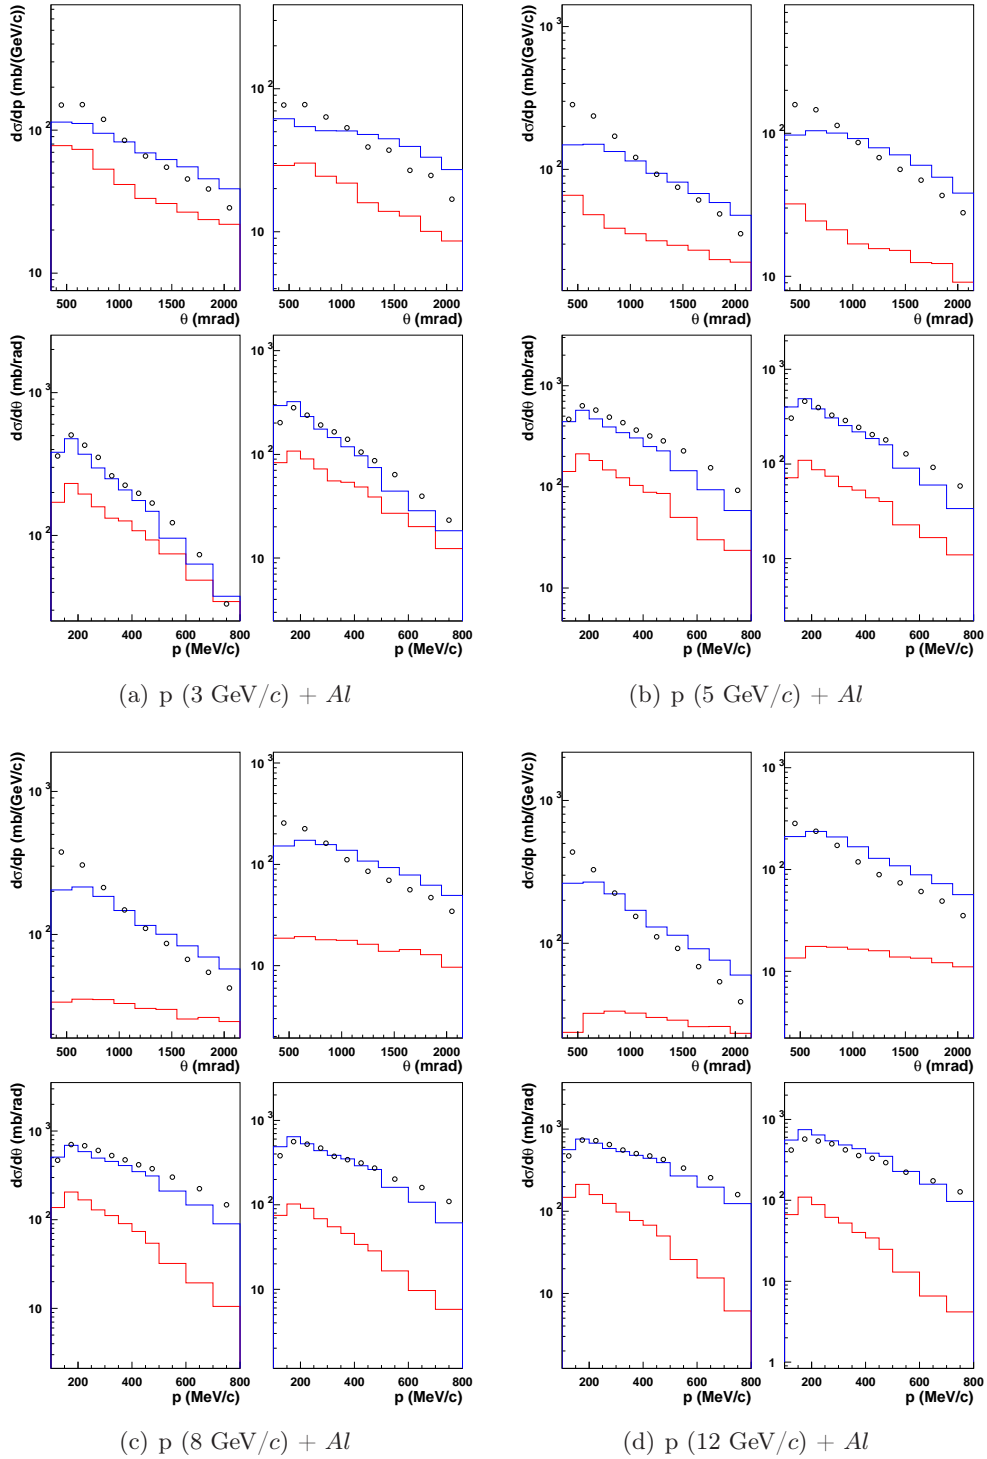 dσ/dp (mb/(GeV/c))
10²
10
500 1000 1500 2000
θ (mrad)
10²
10
500 1000 1500 2000
θ (mrad)
dσ/dθ (mb/rad)
10³
10²
200 400 600 800
p (MeV/c)
10³
10²
10
200 400 600 800
p (MeV/c)
(a) p (3 GeV/c) + Al
dσ/dp (mb/(GeV/c))
10³
10²
500 1000 1500 2000
θ (mrad)
10²
10
500 1000 1500 2000
θ (mrad)
dσ/dθ (mb/rad)
10³
10²
10
200 400 600 800
p (MeV/c)
10³
10²
10
200 400 600 800
p (MeV/c)
(b) p (5 GeV/c) + Al
dσ/dp (mb/(GeV/c))
10³
10²
500 1000 1500 2000
θ (mrad)
10³
10²
10
500 1000 1500 2000
θ (mrad)
dσ/dθ (mb/rad)
10³
10²
10
200 400 600 800
p (MeV/c)
10³
10²
10
200 400 600 800
p (MeV/c)
(c) p (8 GeV/c) + Al
dσ/dp (mb/(GeV/c))
10³
10²
500 1000 1500 2000
θ (mrad)
10³
10²
10
500 1000 1500 2000
θ (mrad)
dσ/dθ (mb/rad)
10³
10²
10
200 400 600 800
p (MeV/c)
10³
10²
10
1
200 400 600 800
p (MeV/c)
(d) p (12 GeV/c) + Al